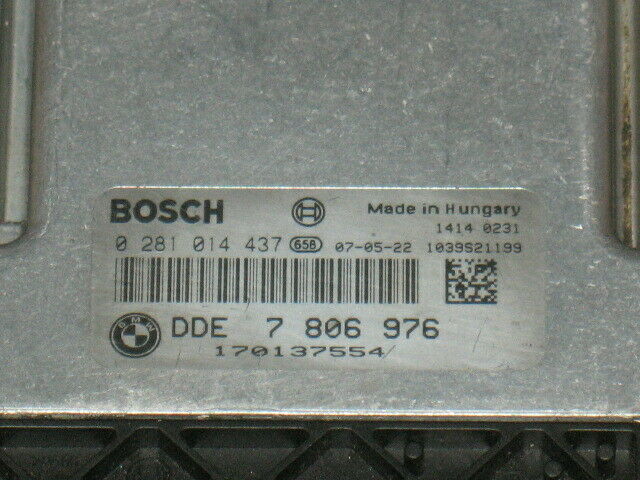 BOSCH Made in Hungary
1414 0231
0 281 014 437 658 07-05-22 1039S21199
BMW DDE 7 806 976
170137554